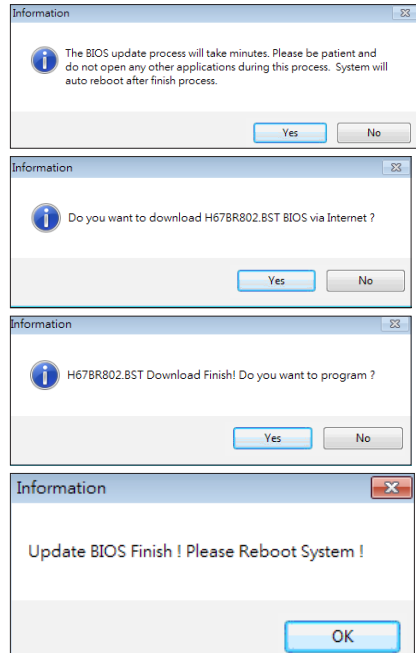 Information
The BIOS update process will take minutes. Please be patient and
do not open any other applications during this process.  System will
auto reboot after finish process.
Yes No
Information
Do you want to download H67BR802.BST BIOS via Internet ?
Yes No
Information
H67BR802.BST Download Finish! Do you want to program ?
Yes No
Information
Update BIOS Finish ! Please Reboot System !
OK